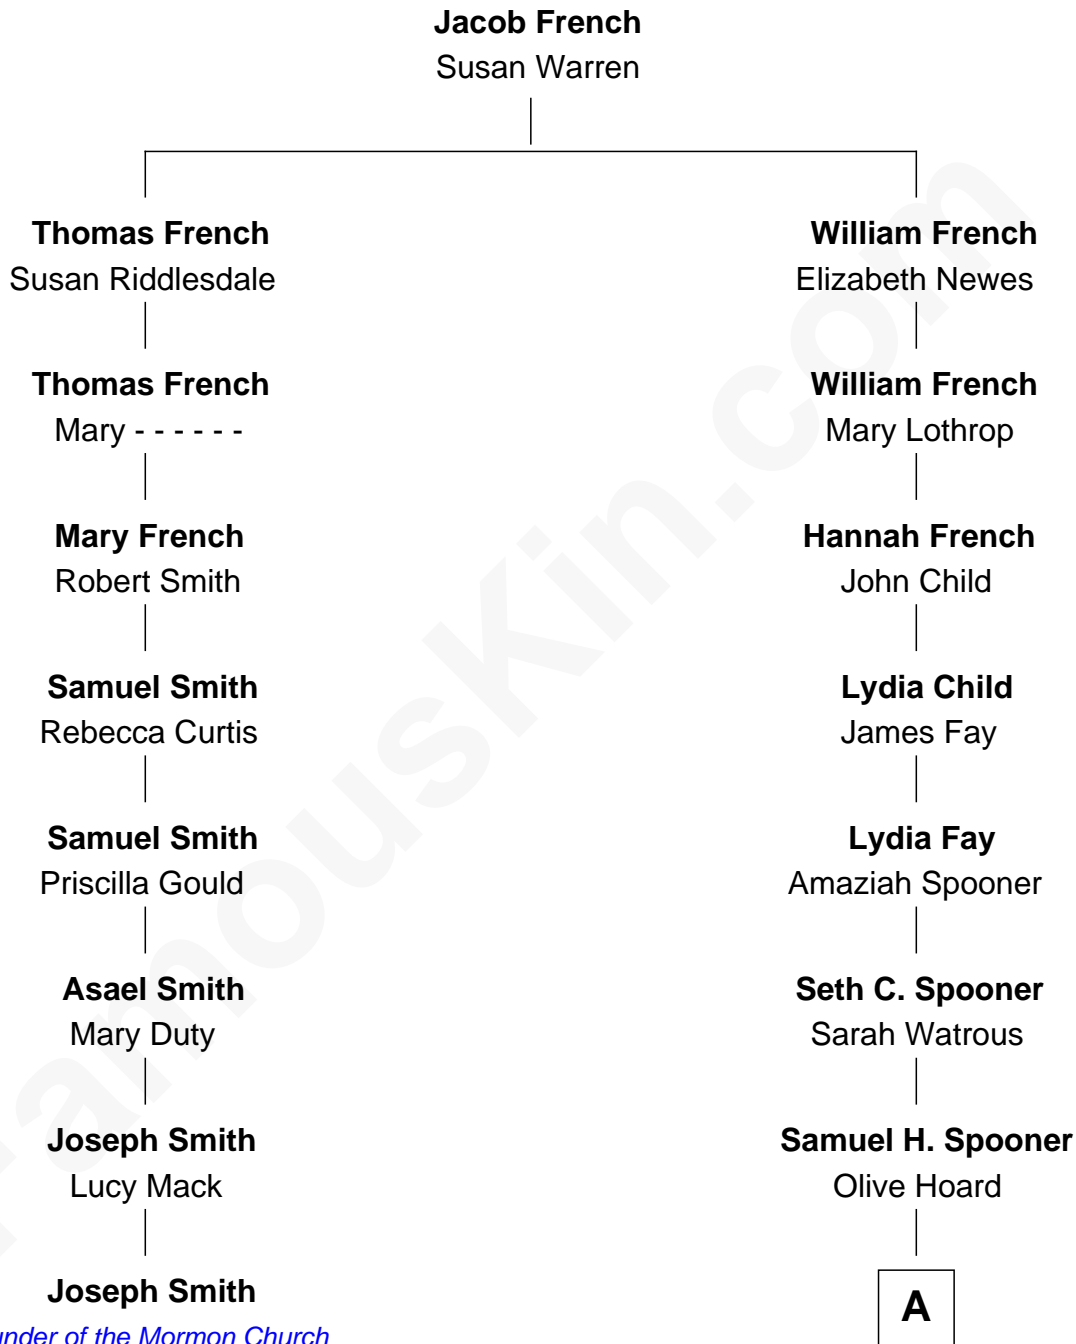 Jacob French
Susan Warren
Thomas French
Susan Riddlesdale
Thomas French
Mary - - - - - -
Mary French
Robert Smith
Samuel Smith
Rebecca Curtis
Samuel Smith
Priscilla Gould
Asael Smith
Mary Duty
Joseph Smith
Lucy Mack
Joseph Smith
under of the Mormon Church
William French
Elizabeth Newes
William French
Mary Lothrop
Hannah French
John Child
Lydia Child
James Fay
Lydia Fay
Amaziah Spooner
Seth C. Spooner
Sarah Watrous
Samuel H. Spooner
Olive Hoard
A
FamousKin.com